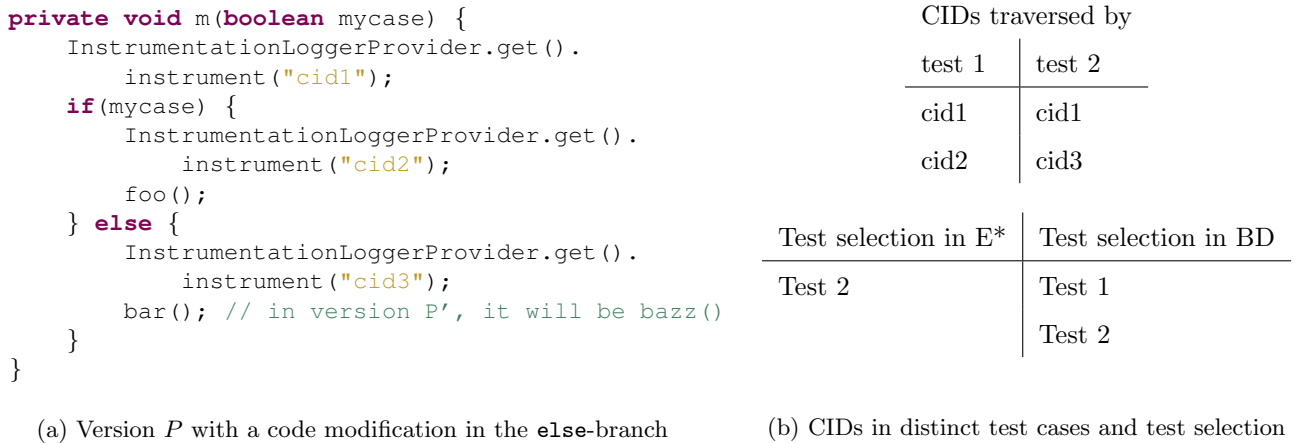 private void m(boolean mycase) {
InstrumentationLoggerProvider.get().
instrument("cid1");
if(mycase) {
InstrumentationLoggerProvider.get().
instrument("cid2");
foo();
} else {
InstrumentationLoggerProvider.get().
instrument("cid3");
bar(); // in version P′, it will be bazz()
}
}
(a) Version P with a code modification in the else-branch
CIDs traversed by
test 1 test 2
cid1 cid1
cid2 cid3
Test selection in E* Test selection in BD
Test 2 Test 1
Test 2
(b) CIDs in distinct test cases and test selection